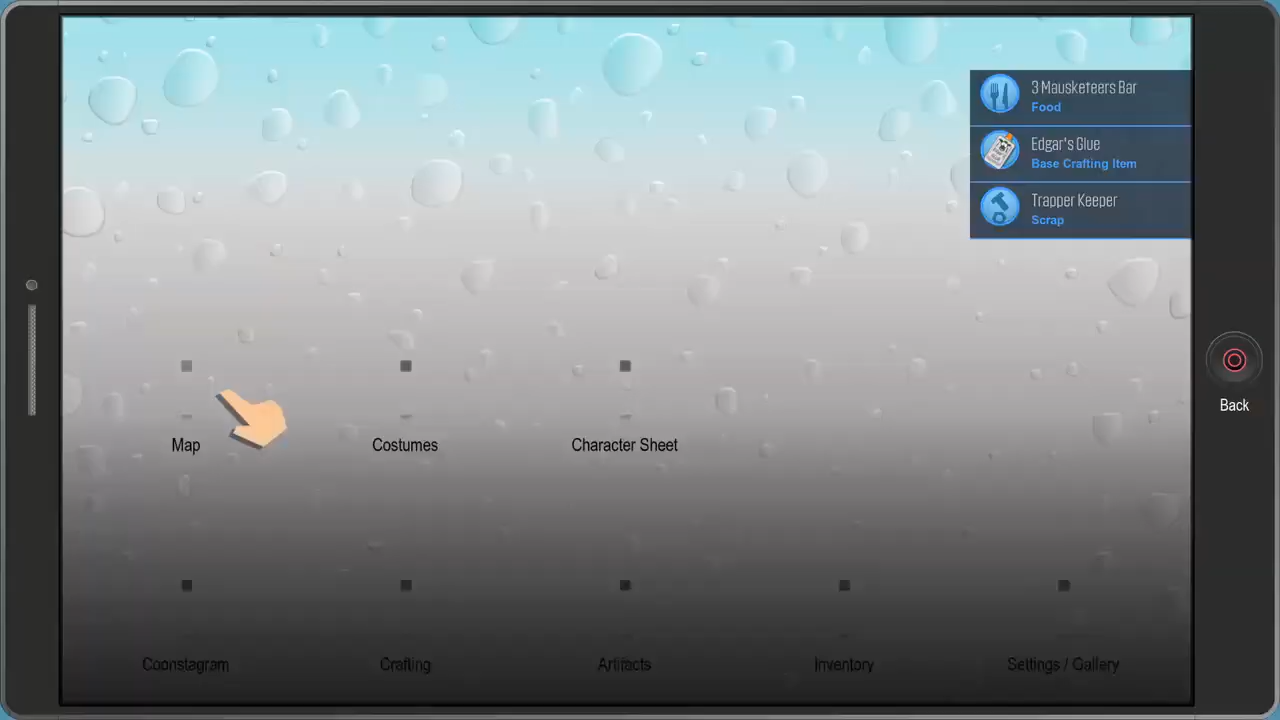 3 Mausketeers Bar
Food
Edgar's Glue
Base Crafting Item
Trapper Keeper
Scrap
Back
Map
Costumes
Character Sheet
Coonstagram
Crafting
Artifacts
Inventory
Settings / Gallery